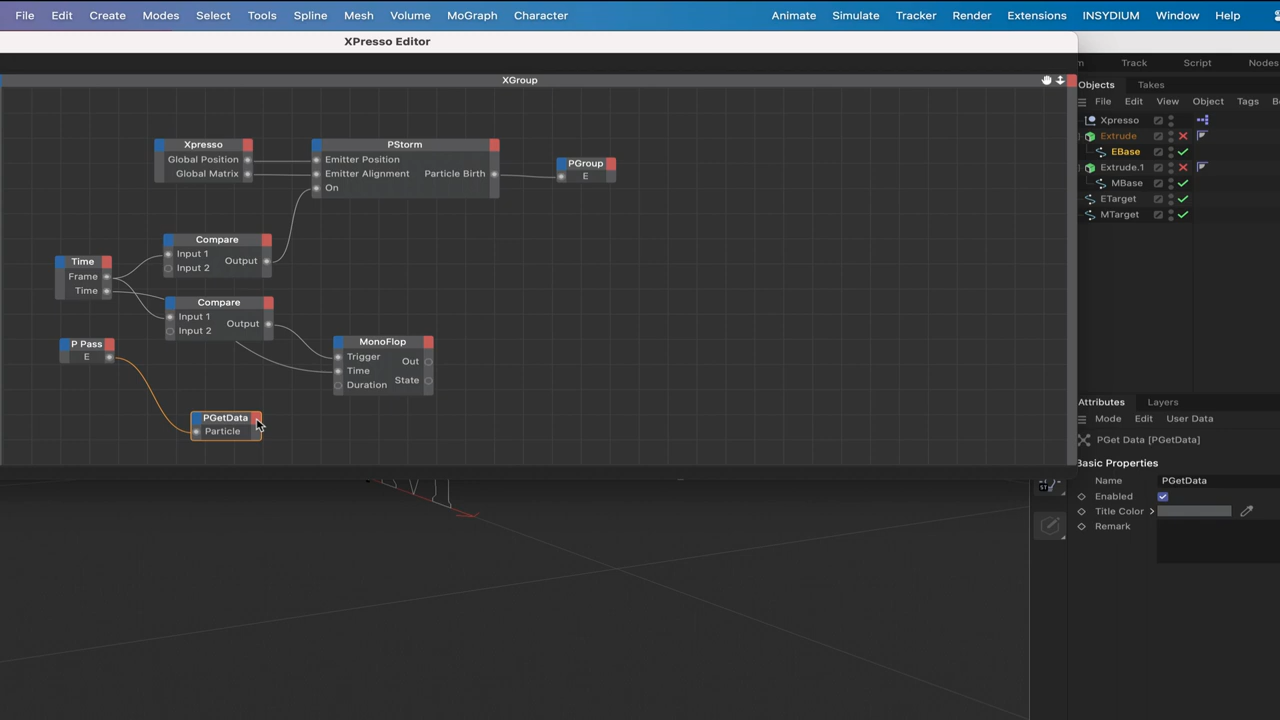 File Edit Create Modes Select Tools Spline Mesh Volume MoGraph Character Animate Simulate Tracker Render Extensions INSYDIUM Window Help
XPresso Editor
Track Script Nodes
XGroup
Objects Takes
File Edit View Object Tags
Xpresso
Extrude
EBase
Extrude.1
MBase
ETarget
MTarget
Xpresso
Global Position
Global Matrix
PStorm
Emitter Position
Emitter Alignment Particle Birth
On
PGroup
E
Compare
Input 1
Input 2
Output
Time
Frame
Time
Compare
Input 1
Input 2
Output
P Pass
E
MonoFlop
Trigger
Time
Duration
Out
State
PGetData
Particle
Attributes Layers
Mode Edit User Data
PGet Data [PGetData]
Basic Properties
Name PGetData
Enabled
Title Color
Remark